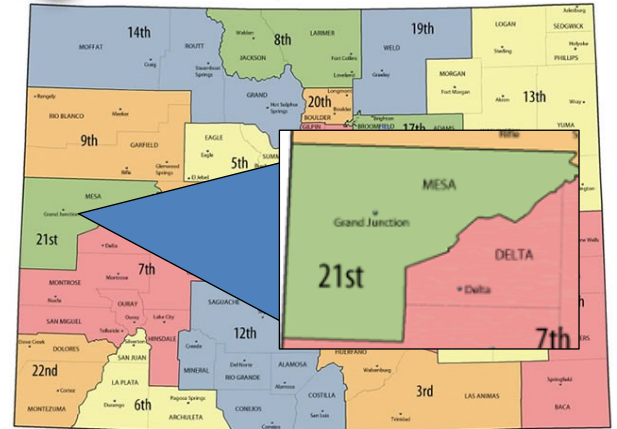 14th
MOFFAT
ROUTT
Craig
Steamboat
Springs
Walden
8th
LARIMER
JACKSON
Fort Collins
Loveland
19th
WELD
Greeley
LOGAN
Sterling
SEDGWICK
Julesburg
Holyoke
PHILLIPS
MORGAN
Fort Morgan
13th
Akron
Wray
YUMA
GRAND
Hot Sulphur
Springs
20th
Longmont
Boulder
BOULDER
GILPIN
Brighton
BROOMFIELD
17th
ADAMS
Rangely
RIO BLANCO
Meeker
9th
GARFIELD
Rifle
Glenwood
Springs
EAGLE
Eagle
5th
SUMM
El Jebel
MESA
Grand Junction
21st
Delta
7th
MONTROSE
Montrose
Nucla
OURAY
Ouray
SAN MIGUEL
Telluride
Lake City
HINSDALE
SAGUACHE
12th
Dove Creek
DOLORES
Silverton
SAN JUAN
22nd
Cortez
MONTEZUMA
LA PLATA
Durango
6th
Pagosa Springs
ARCHULETA
Creede
MINERAL
Del Norte
RIO GRANDE
ALAMOSA
Alamosa
CONEJOS
Conejos
COSTILLA
San Luis
HUERFANO
Walsenburg
3rd
Trinidad
LAS ANIMAS
Springfield
BACA
Rifle
MESA
Grand Junction
21st
DELTA
Delta
7th